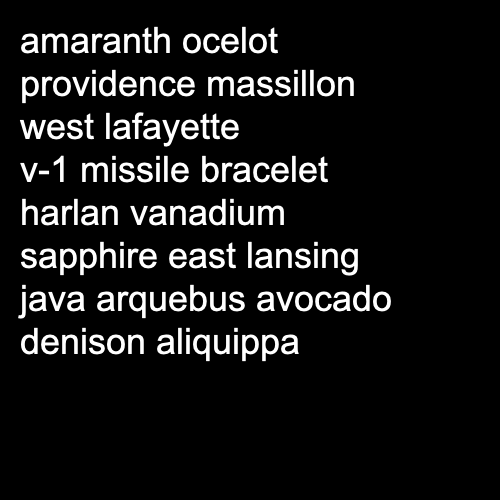 amaranth ocelot
providence massillon
west lafayette
v-1 missile bracelet
harlan vanadium
sapphire east lansing
java arquebus avocado
denison aliquippa